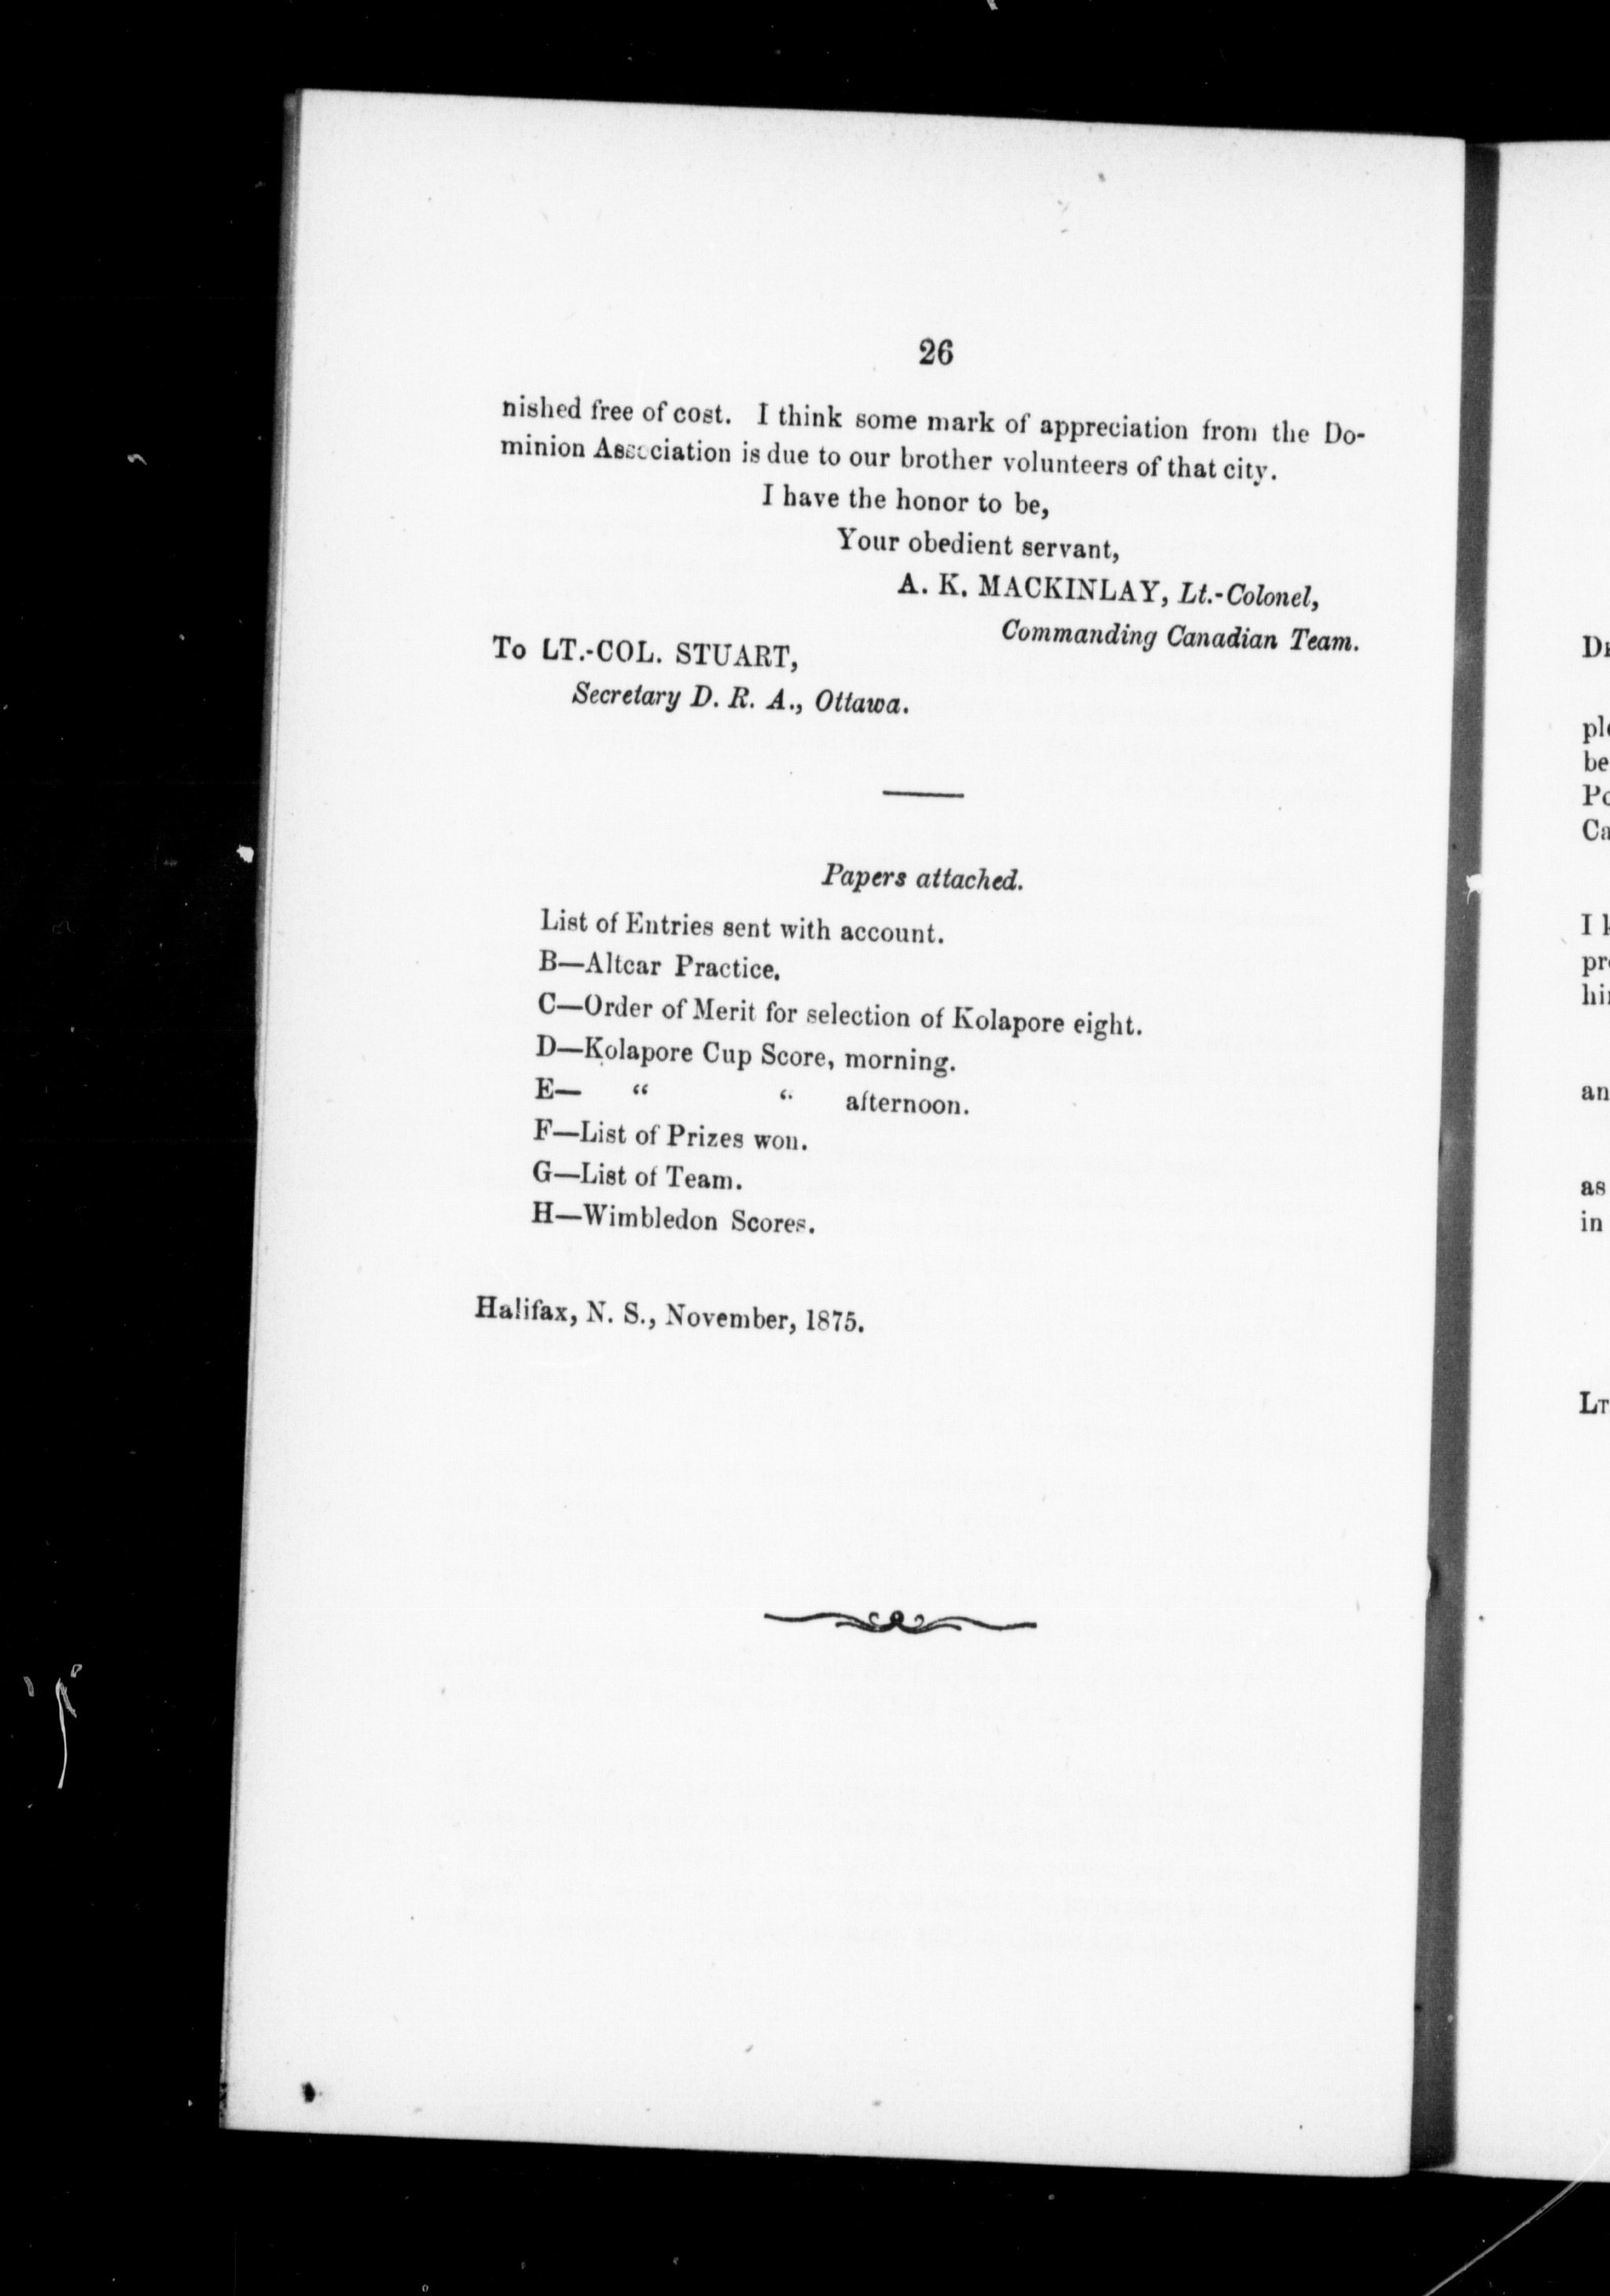 26
nished free of cost. I think some mark of appreciation from the Do-
minion Association is due to our brother volunteers of that city.
I have the honor to be,
Your obedient servant,
A. K. MACKINLAY, Lt.-Colonel,
Commanding Canadian Team.
To LT.-COL. STUART,
Secretary D. R. A., Ottawa.
Papers attached.
List of Entries sent with account.
B—Altcar Practice.
C—Order of Merit for selection of Kolapore eight.
D—Kolapore Cup Score, morning.
E— “ “ afternoon.
F—List of Prizes won.
G—List of Team.
H—Wimbledon Scores.
Halifax, N. S., November, 1875.
be
an
as
in